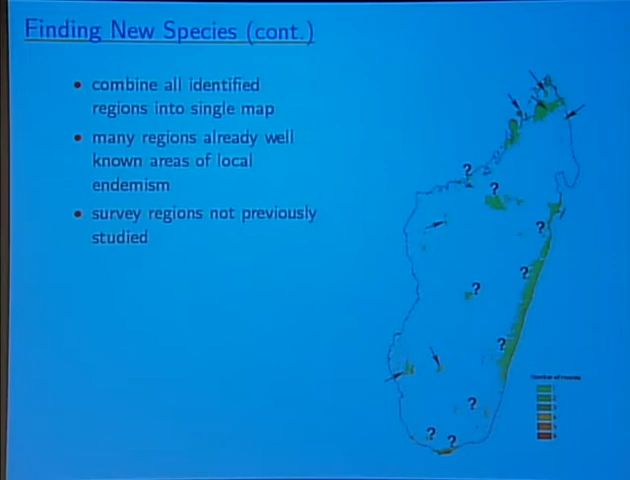 Finding New Species (cont.)
• combine all identified
regions into single map
• many regions already well
known areas of local
endemism
• survey regions not previously
studied
?
?
?
?
?
?
?
?
?